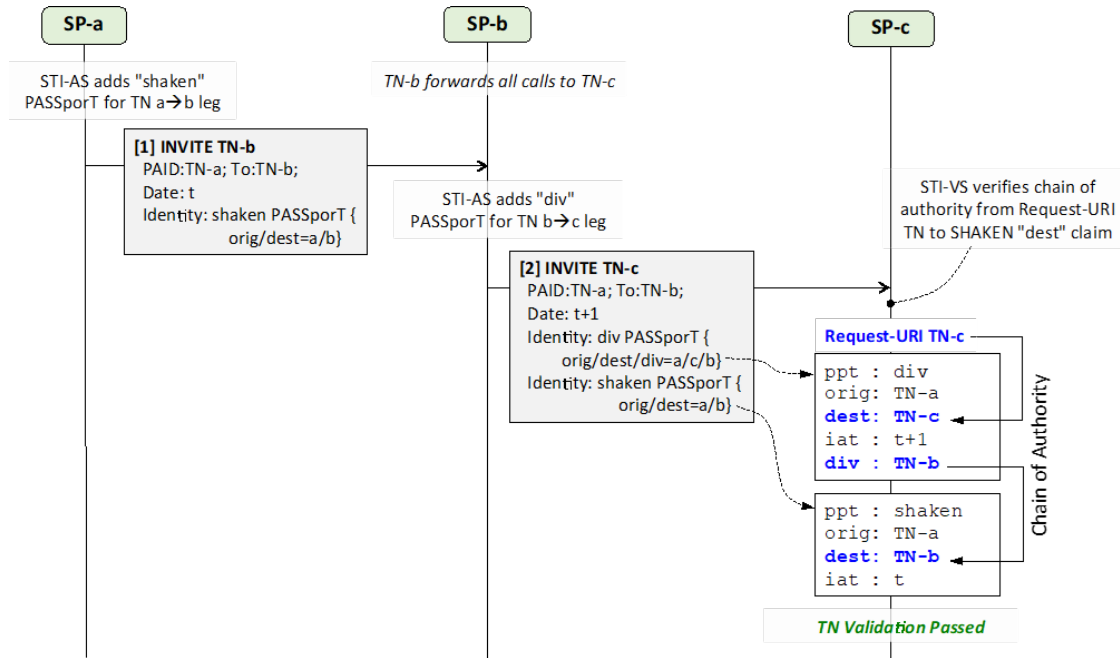 SP-a
SP-b
SP-c
STI-AS adds "shaken"
PASSporT for TN a→b leg
TN-b forwards all calls to TN-c
[1] INVITE TN-b
PAID:TN-a; To:TN-b;
Date: t
Identity: shaken PASSporT {
orig/dest=a/b}
STI-AS adds "div"
PASSporT for TN b→c leg
STI-VS verifies chain of
authority from Request-URI
TN to SHAKEN "dest" claim
[2] INVITE TN-c
PAID:TN-a; To:TN-b;
Date: t+1
Identity: div PASSporT {
orig/dest/div=a/c/b}
Identity: shaken PASSporT {
orig/dest=a/b}
Request-URI TN-c
ppt : div
orig: TN-a
dest: TN-c
iat : t+1
div : TN-b
ppt : shaken
orig: TN-a
dest: TN-b
iat : t
Chain of Authority
TN Validation Passed